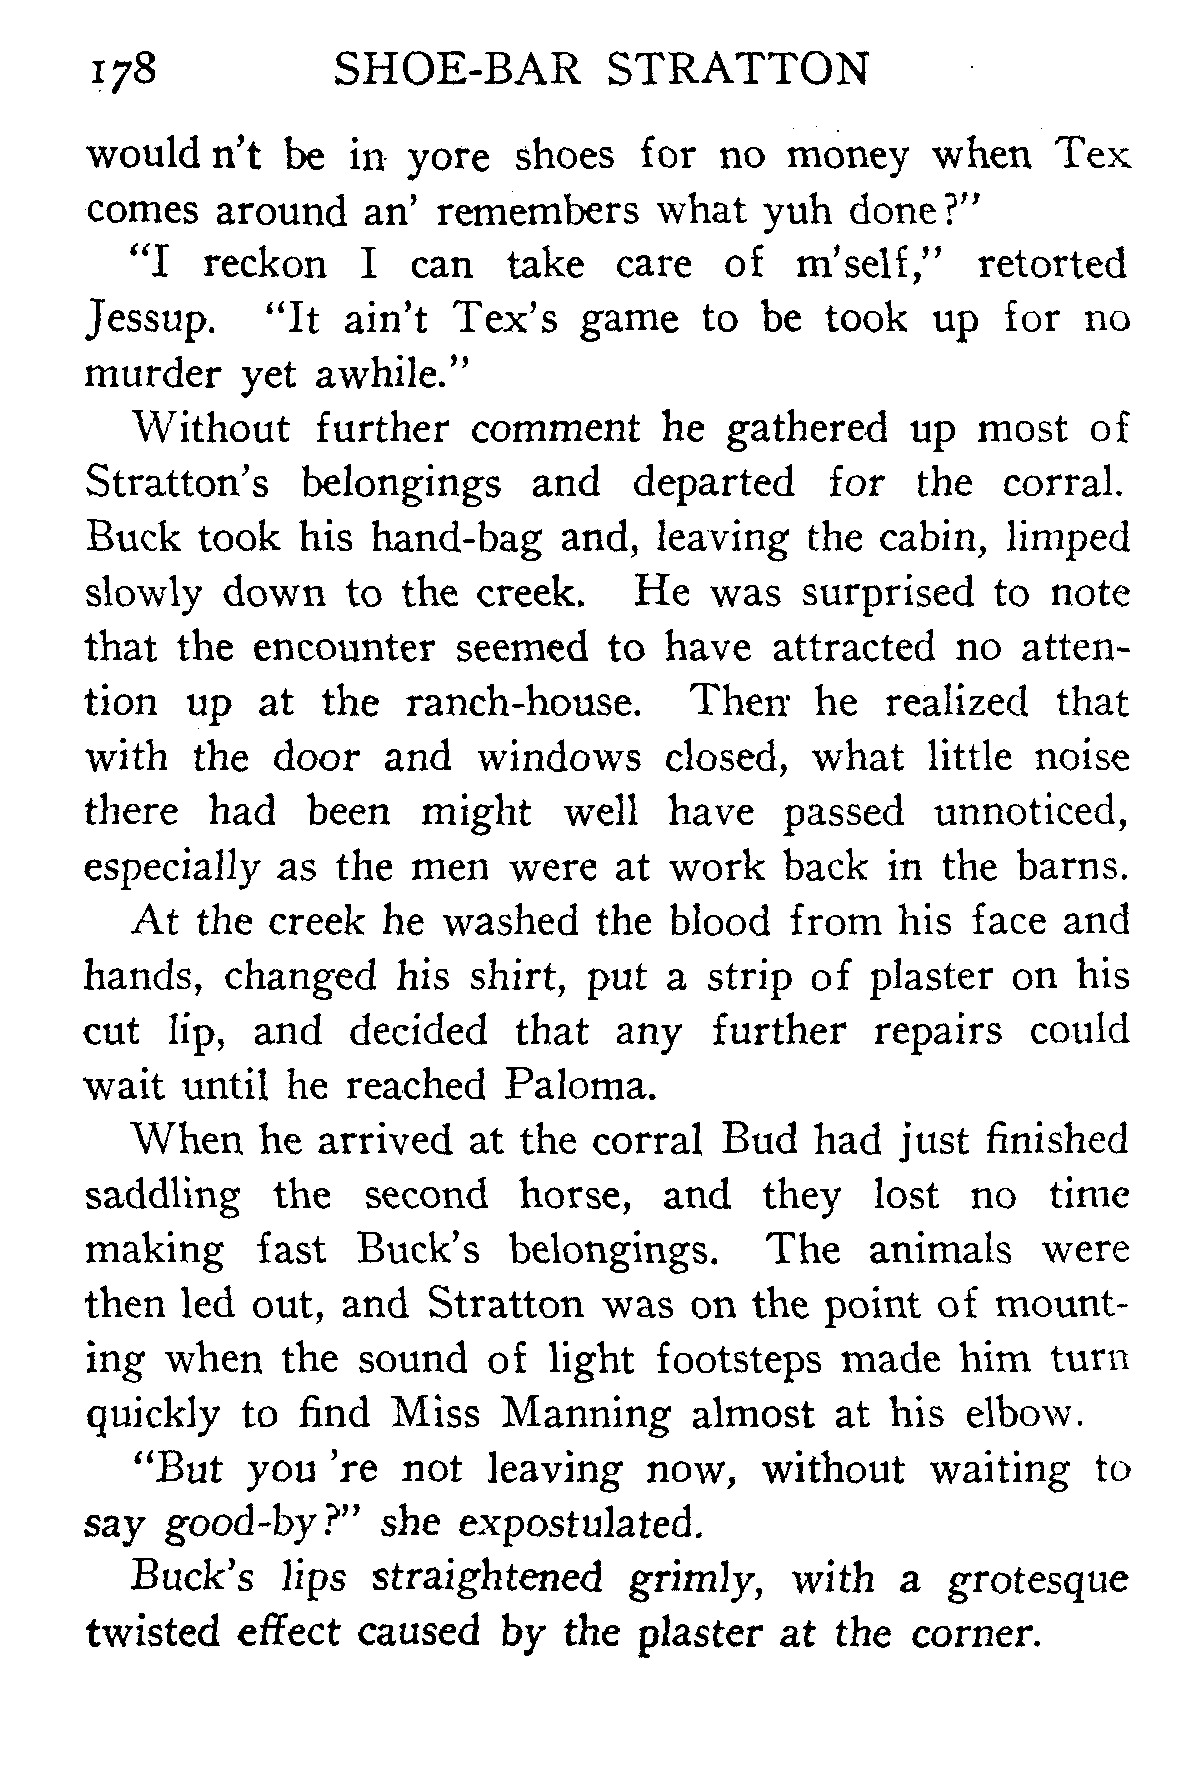 178 SHOE-BAR STRATTON
would n't be in yore shoes for no money when Tex
comes around an' remembers what yuh done?"
"I reckon I can take care of m'self," retorted
Jessup. "It ain't Tex's game to be took up for no
murder yet awhile."
Without further comment he gathered up most of
Stratton's belongings and departed for the corral.
Buck took his hand-bag and, leaving the cabin, limped
slowly down to the creek. He was surprised to note
that the encounter seemed to have attracted no atten-
tion up at the ranch-house. Then he realized that
with the door and windows closed, what little noise
there had been might well have passed unnoticed,
especially as the men were at work back in the barns.
At the creek he washed the blood from his face and
hands, changed his shirt, put a strip of plaster on his
cut lip, and decided that any further repairs could
wait until he reached Paloma.
When he arrived at the corral Bud had just finished
saddling the second horse, and they lost no time
making fast Buck's belongings. The animals were
then led out, and Stratton was on the point of mount-
ing when the sound of light footsteps made him turn
quickly to find Miss Manning almost at his elbow.
"But you 're not leaving now, without waiting to
say good-by?" she expostulated.
Buck's lips straightened grimly, with a grotesque
twisted effect caused by the plaster at the corner.